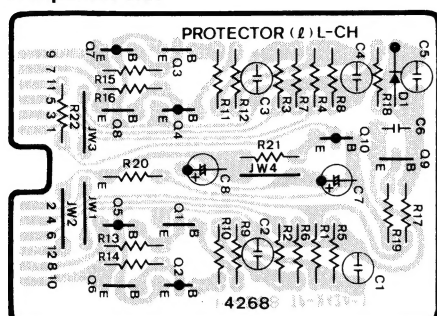 PROTECTOR (ℓ) L-CH
Q7
B
E
Q3
B
E
R15
R16
Q8
B
E
Q4
B
E
9
7
11
5
3
1
R22
JW3
R11
R12
C3
R3
R7
R4
R8
C4
R18
D1
C5
C6
Q9
B
E
Q10
B
E
R21
JW4
R20
C8
+
C7
+
JW2
JW1
2
4
6
12
8
10
Q5
B
E
Q1
B
E
R13
R14
Q6
B
E
Q2
B
E
R10
R9
C2
R2
R6
R1
R5
C1
R19
R17
4268